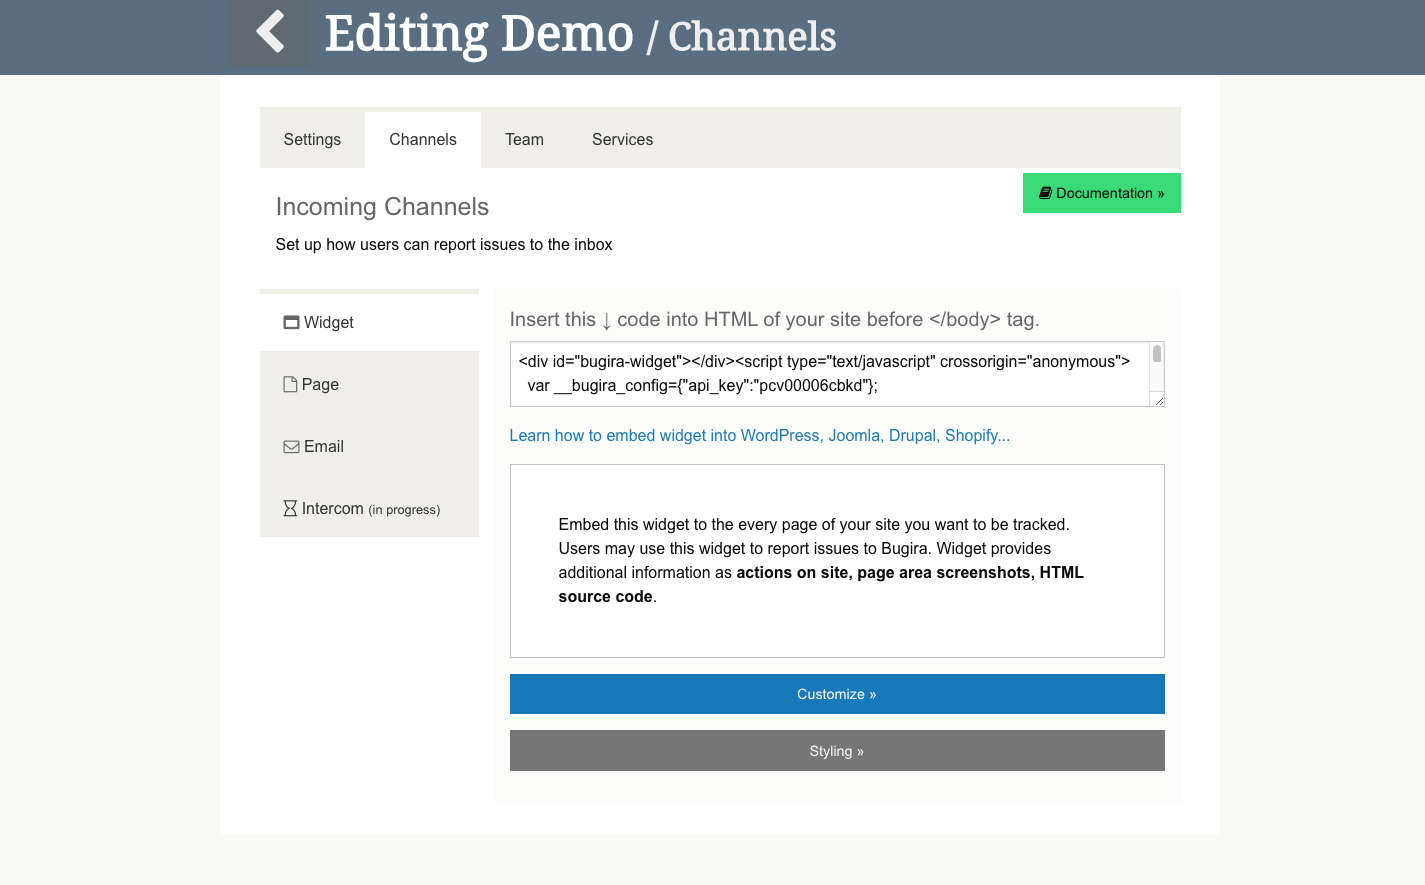 Editing Demo / Channels
Settings
Channels
Team
Services
Documentation »
Incoming Channels
Set up how users can report issues to the inbox
Widget
Page
Email
Intercom (in progress)
Insert this ↓ code into HTML of your site before </body> tag.
<div id="bugira-widget"></div><script type="text/javascript" crossorigin="anonymous">
var __bugira_config={"api_key":"pcv00006cbkd"};
Learn how to embed widget into WordPress, Joomla, Drupal, Shopify...
Embed this widget to the every page of your site you want to be tracked.
Users may use this widget to report issues to Bugira. Widget provides
additional information as actions on site, page area screenshots, HTML
source code.
Customize »
Styling »